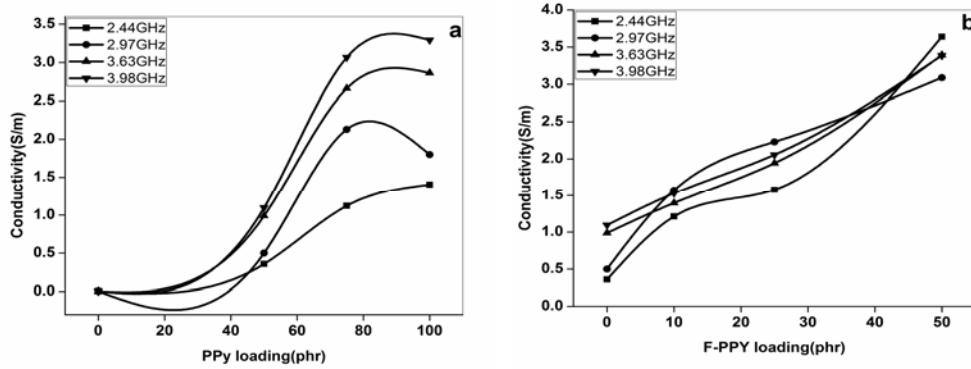 a
2.44GHz
2.97GHz
3.63GHz
3.98GHz
3.5
3.0
2.5
2.0
1.5
1.0
0.5
0.0
Conductivity(S/m)
0 20 40 60 80 100
PPy loading(phr)
b
2.44GHz
2.97GHz
3.63GHz
3.98GHz
4.0
3.5
3.0
2.5
2.0
1.5
1.0
0.5
0.0
Conductivity(S/m)
0 10 20 30 40 50
F-PPY loading(phr)